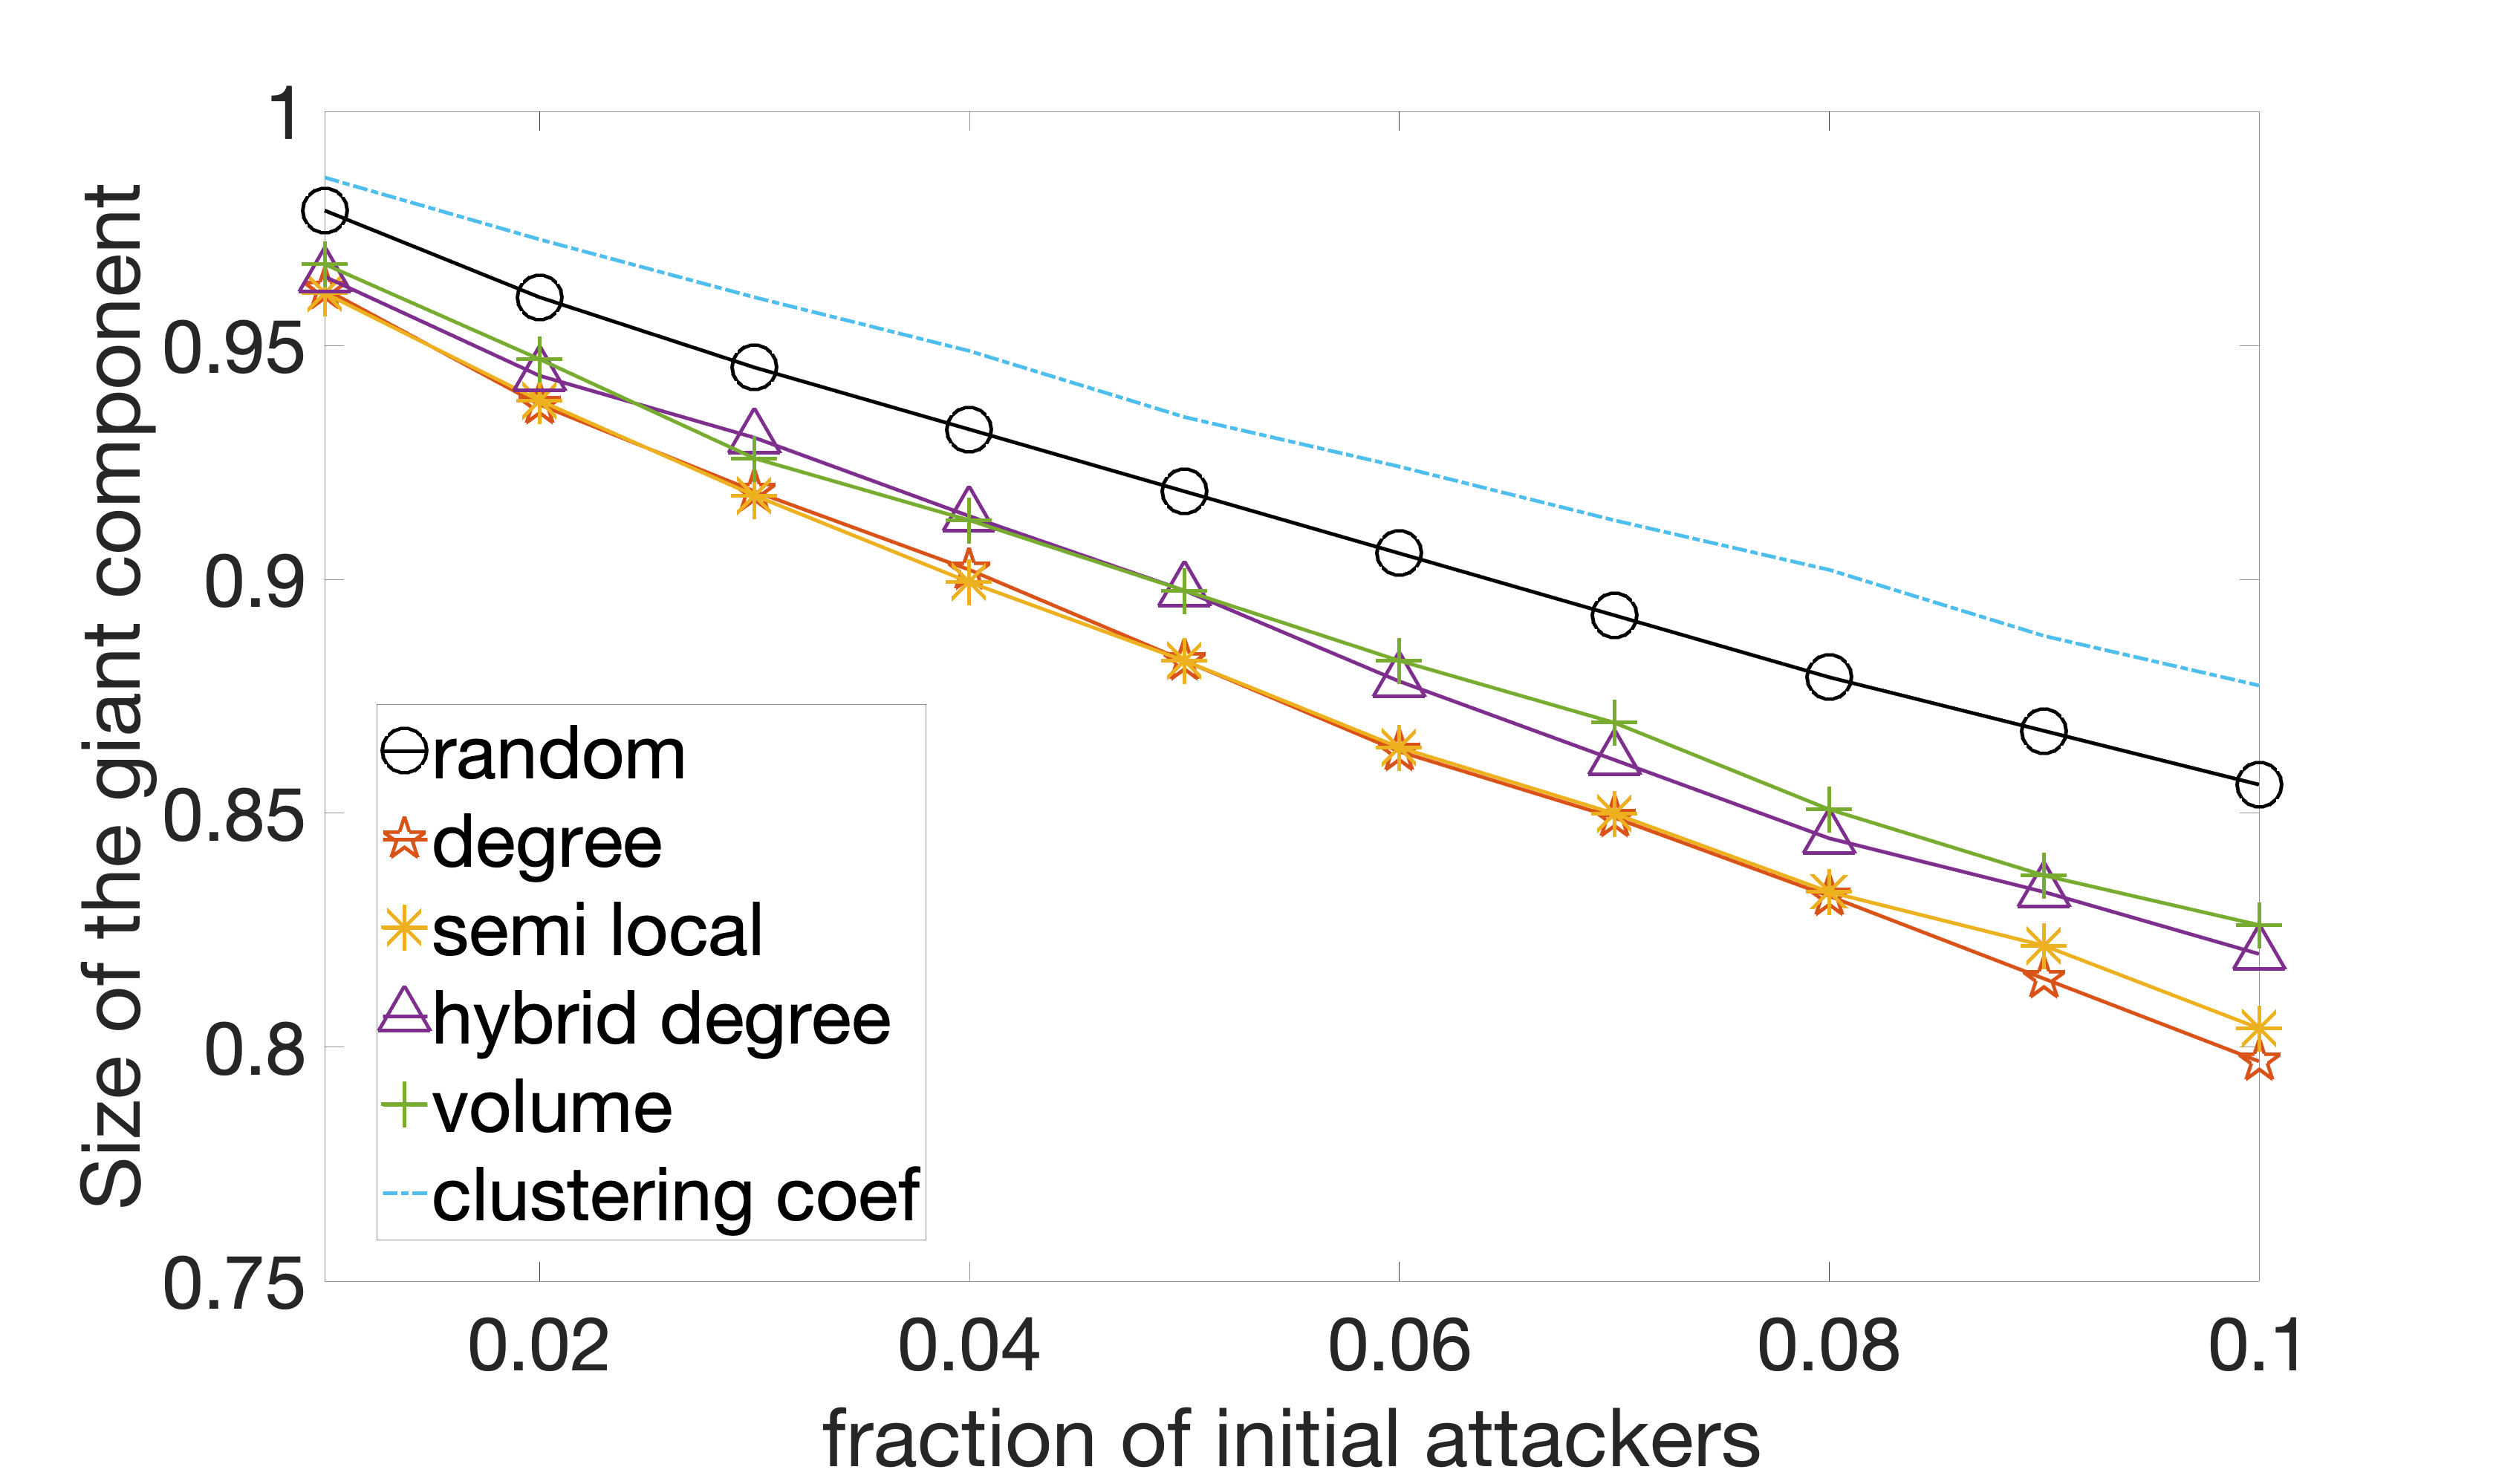 Size of the giant component
1
0.95
0.9
0.85
0.8
0.75
random
degree
semi local
hybrid degree
volume
clustering coef
0.02 0.04 0.06 0.08 0.1
fraction of initial attackers